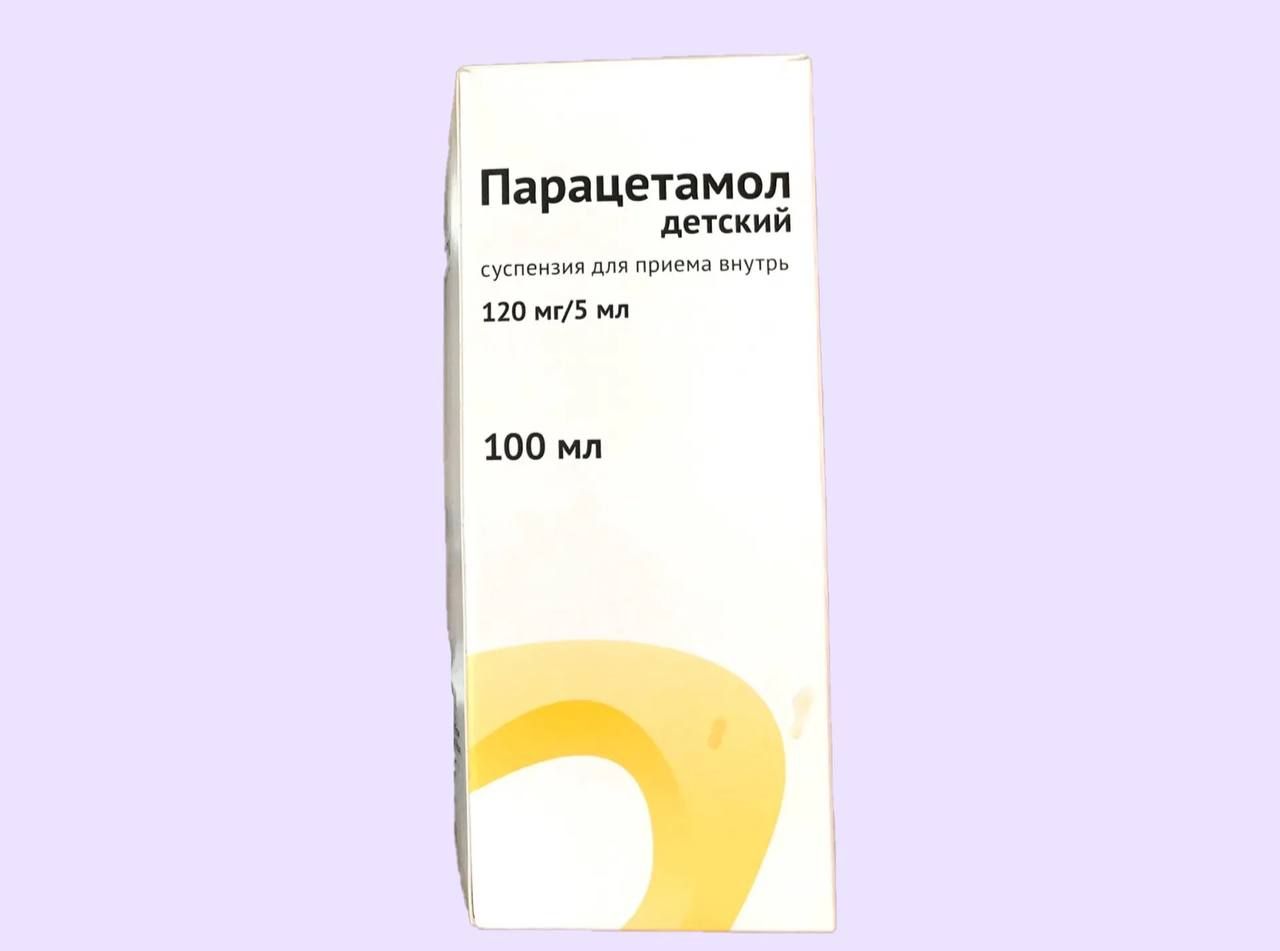 Парацетамол
детский
суспензия для приема внутрь
120 мг/5 мл
100 мл